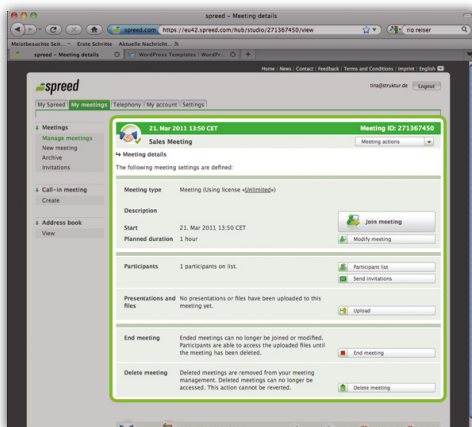 spreed – Meeting details
spreed.com https://eu42.spreed.com/hub/studio/271367450/view
rip reiser
Meistbesuchte Seit... Erste Schritte Aktuelle Nachricht...
spreed – Meeting details
WordPress Templates | WordPr...
Home | News | Contact | Feedback | Terms and Conditions | Imprint | English
spreed
tina@struktur.de Logout
My Spreed My meetings Telephony My account Settings
Meetings
Manage meetings
New meeting
Archive
Invitations
Call-in meeting
Create
Address book
View
21. Mar 2011 13:50 CET Meeting ID: 271367450
Sales Meeting Meeting actions
Meeting details
The following meeting settings are defined:
Meeting type Meeting (Using license »Unlimited«)
Description
Start 21. Mar 2011 13:50 CET
Join meeting
Planned duration 1 hour
Modify meeting
Participants 1 participants on list.
Participant list
Send invitations
Presentations and files No presentations or files have been uploaded to this
meeting yet.
Upload
End meeting Ended meetings can no longer be joined or modified.
Participants are able to access the uploaded files until
the meeting has been deleted.
End meeting
Delete meeting Deleted meetings are removed from your meeting
management. Deleted meetings can no longer be
accessed. This action cannot be reverted.
Delete meeting